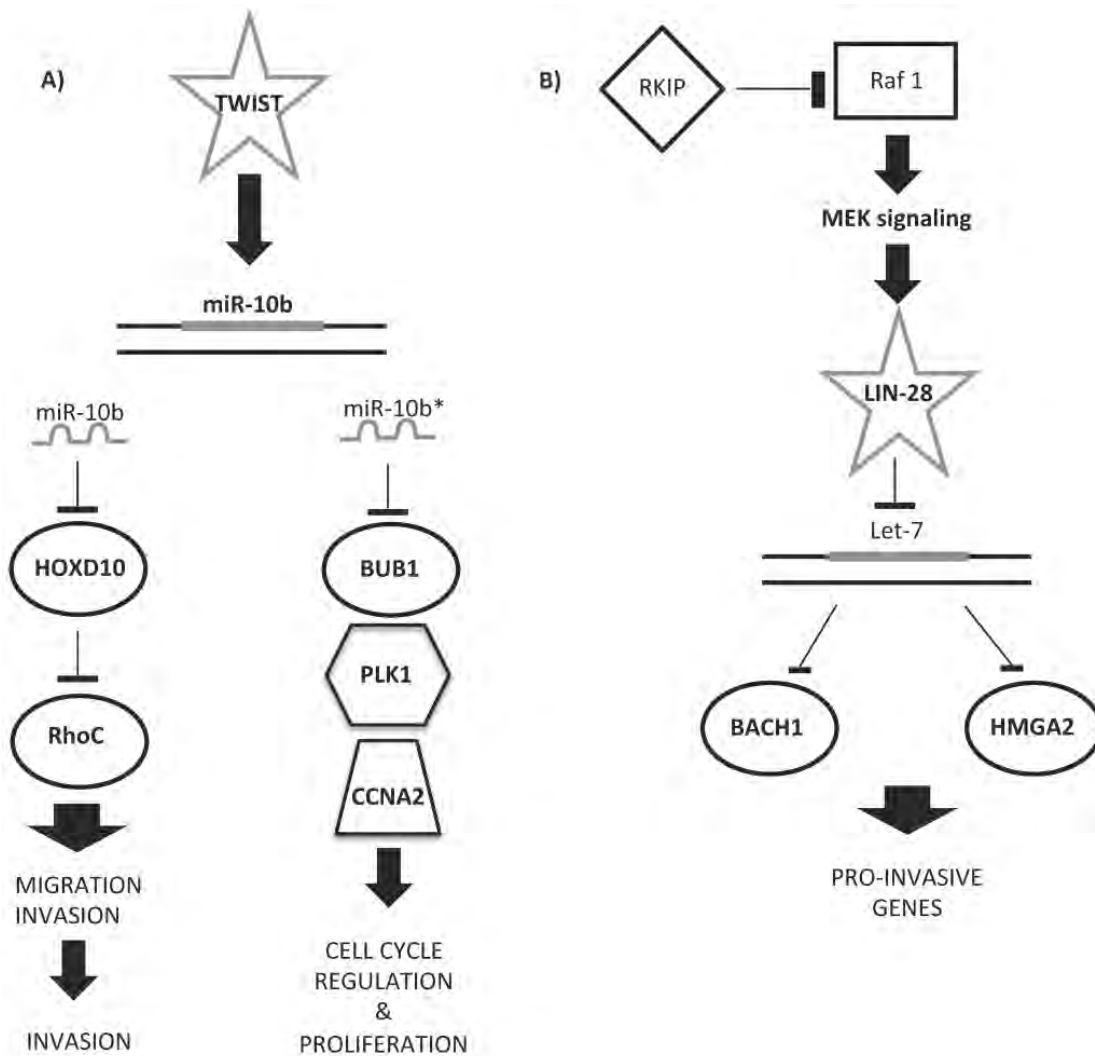 A)
TWIST
miR-10b
miR-10b
HOXD10
RhoC
MIGRATION
INVASION
INVASION
miR-10b*
BUB1
PLK1
CCNA2
CELL CYCLE
REGULATION
&
PROLIFERATION
B)
RKIP
Raf 1
MEK signaling
LIN-28
Let-7
BACH1
HMGA2
PRO-INVASIVE
GENES